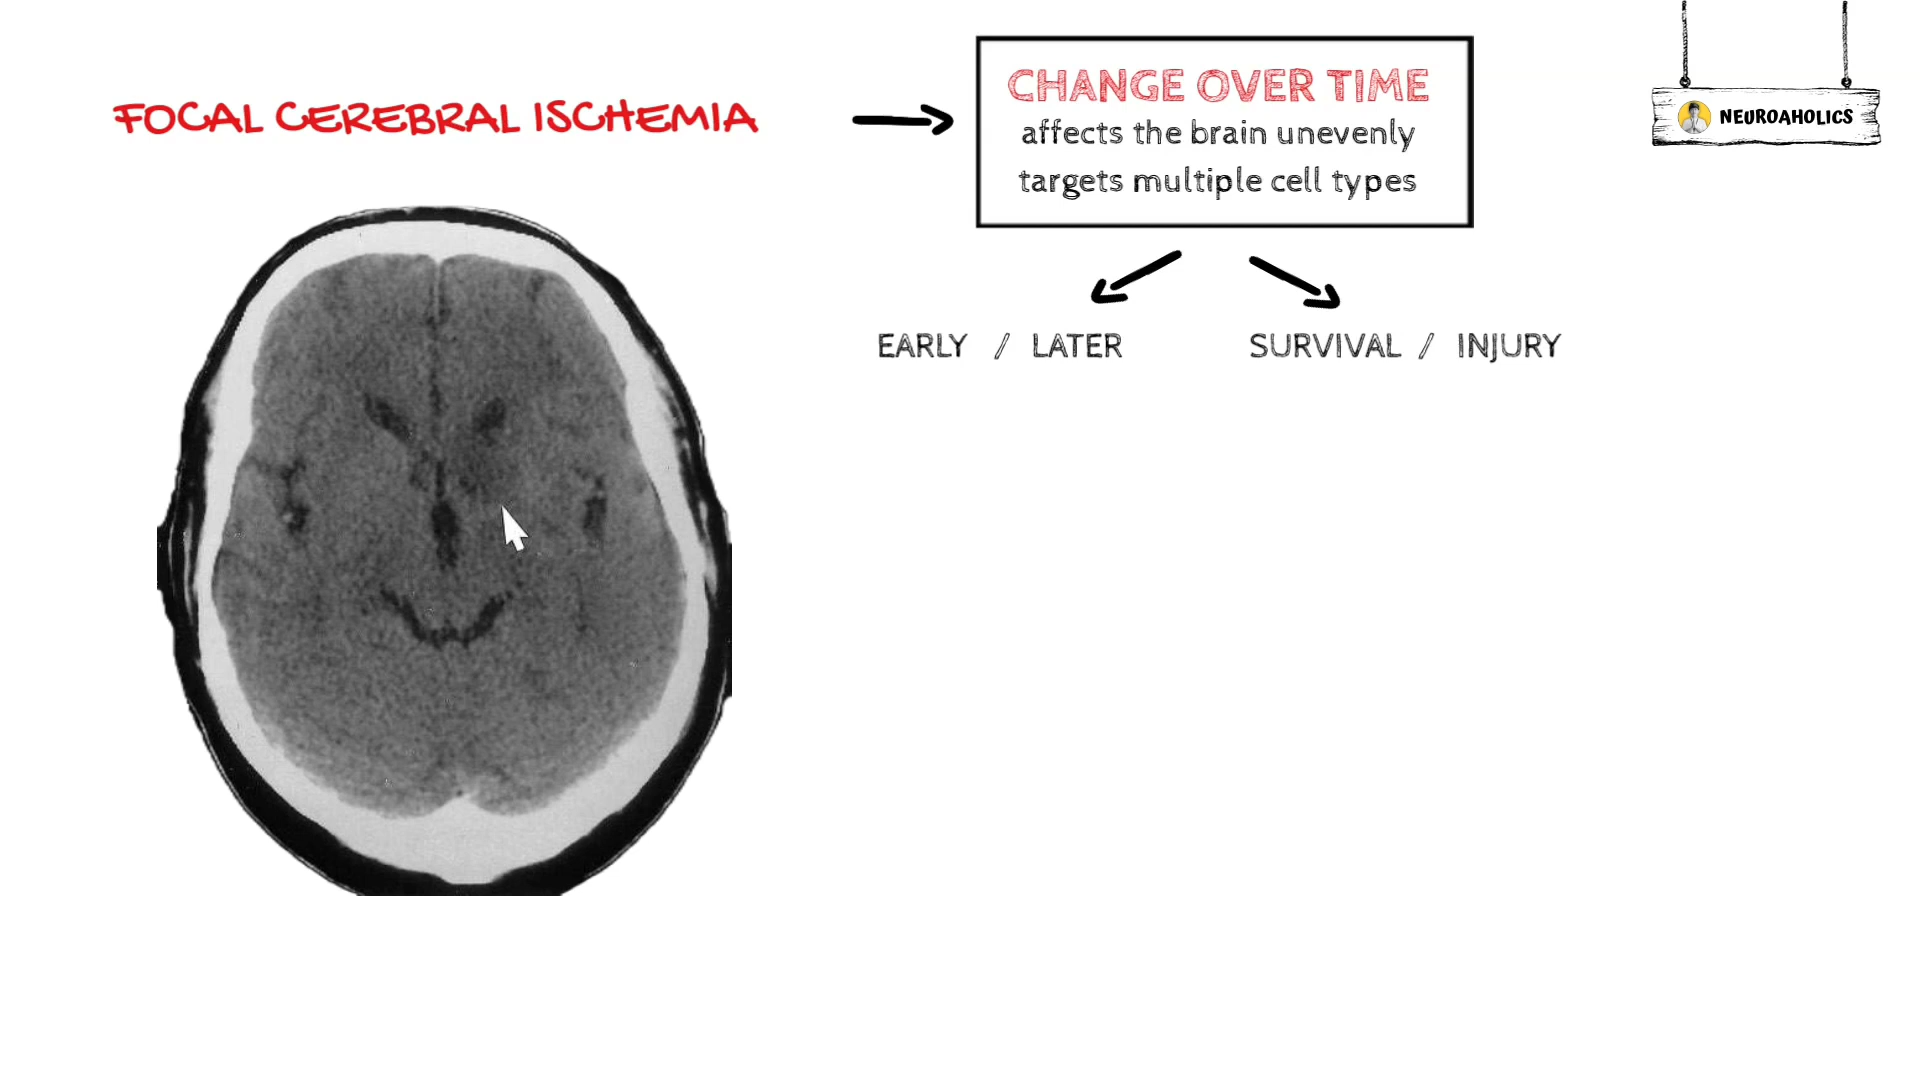 FOCAL CEREBRAL ISCHEMIA
CHANGE OVER TIME
affects the brain unevenly
targets multiple cell types
NEUROAHOLICS
EARLY / LATER
SURVIVAL / INJURY